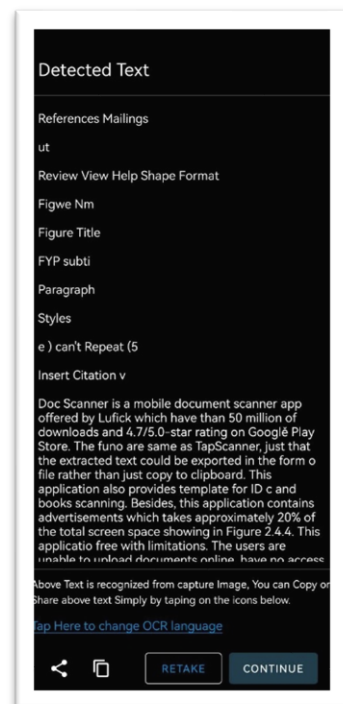 Detected Text
References Mailings
ut
Review View Help Shape Format
Figwe Nm
Figure Title
FYP subti
Paragraph
Styles
e ) can't Repeat (5
Insert Citation v
Doc Scanner is a mobile document scanner app
offered by Lufick which have than 50 million of
downloads and 4.7/5.0-star rating on Googlě Play
Store. The funo are same as TapScanner, just that
the extracted text could be exported in the form o
file rather than just copy to clipboard. This
application also provides template for ID c and
books scanning. Besides, this application contains
advertisements which takes approximately 20% of
the total screen space showing in Figure 2.4.4. This
applicatio free with limitations. The users are
unable to upload documents online, have no access
Above Text is recognized from capture Image, You can Copy or
Share above text Simply by taping on the icons below.
Tap Here to change OCR language
RETAKE
CONTINUE